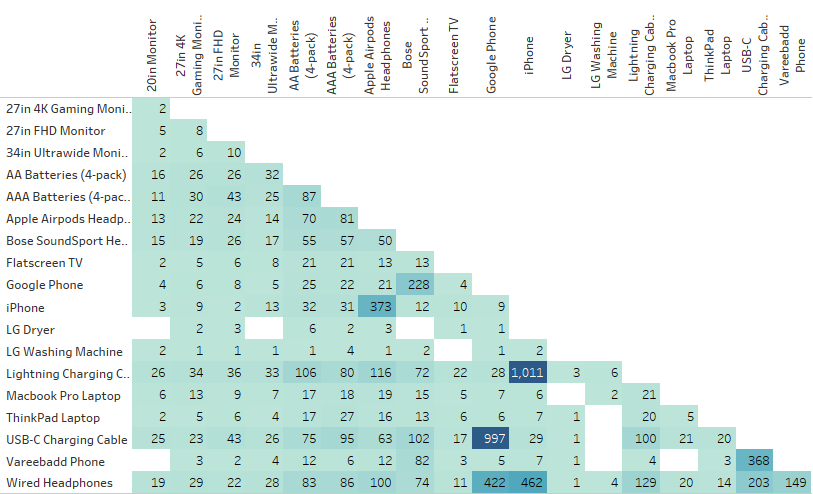 20in Monitor
27in 4K
Gaming Moni..
27in FHD
Monitor
34in
Ultrawide M..
AA Batteries
(4-pack)
AAA Batteries
(4-pack)
Apple Airpods
Headphones
Bose
SoundSport ..
Flatscreen TV
Google Phone
iPhone
LG Dryer
LG Washing
Machine
Lightning
Charging Cab..
Macbook Pro
Laptop
ThinkPad
Laptop
USB-C
Charging Cab..
Vareebadd
Phone
27in 4K Gaming Moni.. 2
27in FHD Monitor 5 8
34in Ultrawide Moni.. 2 6 10
AA Batteries (4-pack) 16 26 26 32
AAA Batteries (4-pac.. 11 30 43 25 87
Apple Airpods Headp.. 13 22 24 14 70 81
Bose SoundSport He.. 15 19 26 17 55 57 50
Flatscreen TV 2 5 6 8 21 21 13 13
Google Phone 4 6 8 5 25 22 21 228 4
iPhone 3 9 2 13 32 31 373 12 10 9
LG Dryer 2 3 6 2 3 1 1
LG Washing Machine 2 1 1 1 1 4 1 2 1 2
Lightning Charging C.. 26 34 36 33 106 80 116 72 22 28 1,011 3 6
Macbook Pro Laptop 6 13 9 7 17 18 19 15 5 7 6 2 21
ThinkPad Laptop 2 5 6 4 17 27 16 13 6 6 7 1 20 5
USB-C Charging Cable 25 23 43 26 75 95 63 102 17 997 29 1 100 21 20
Vareebadd Phone 3 2 4 12 6 12 82 3 5 7 1 4 3 368
Wired Headphones 19 29 22 28 83 86 100 74 11 422 462 1 4 129 20 14 203 149